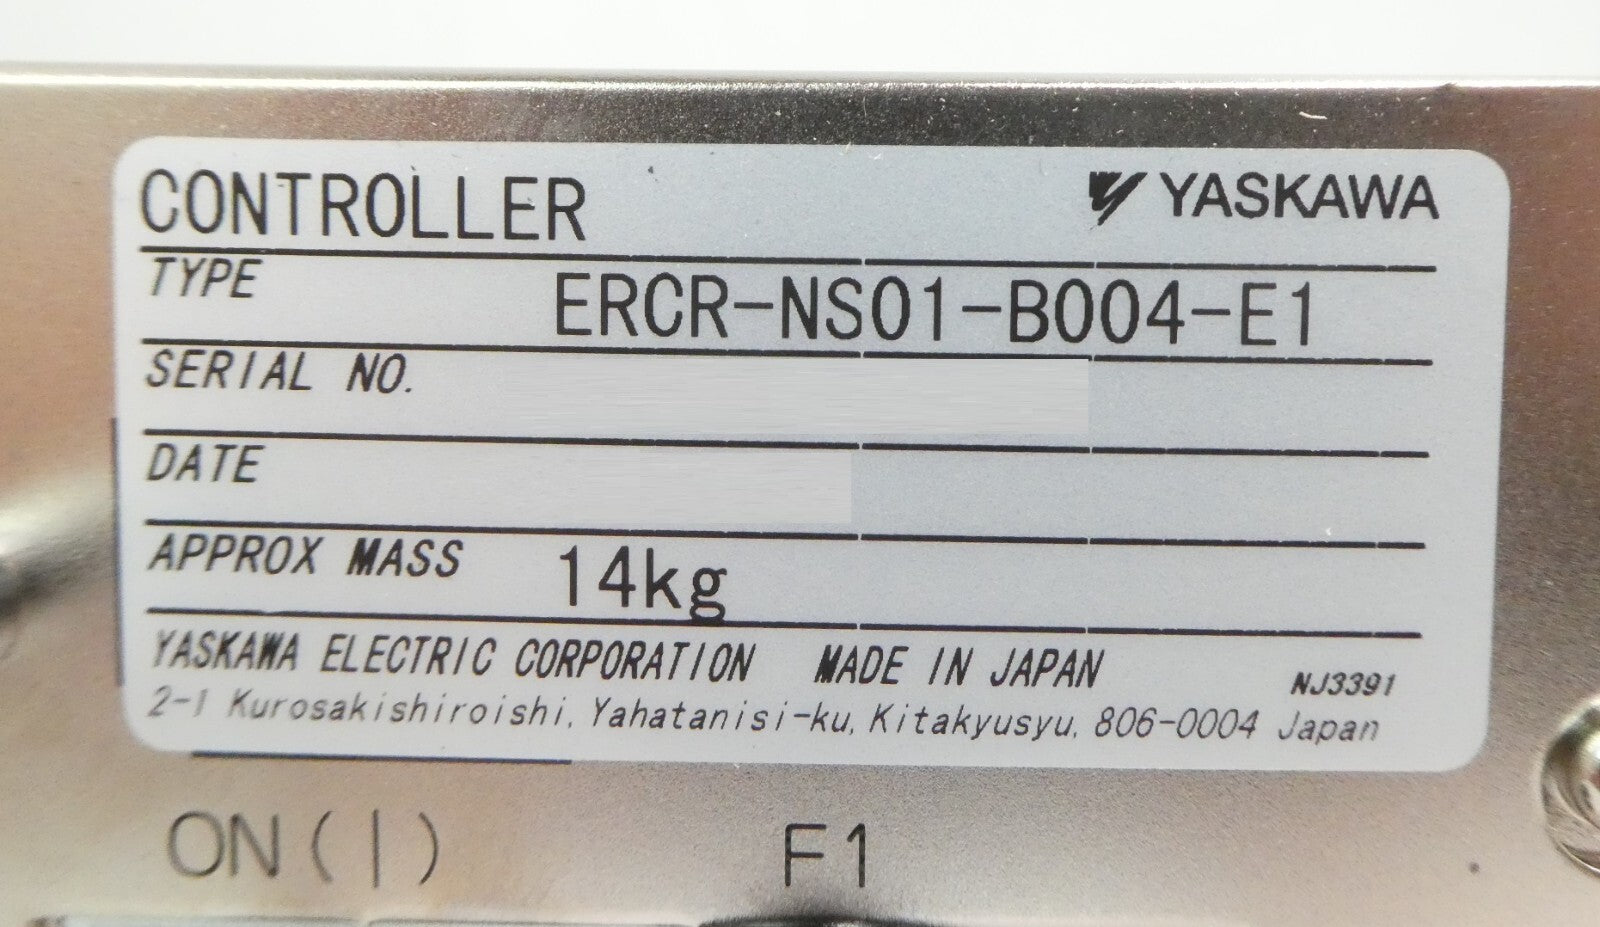 CONTROLLER YASKAWA
TYPE ERCR-NS01-B004-E1
SERIAL NO.
DATE
APPROX MASS 14kg
YASKAWA ELECTRIC CORPORATION MADE IN JAPAN NJ3391
2-1 Kurosakishiroishi, Yahatanisi-ku, Kitakyusyu, 806-0004 Japan
ON(|) F1